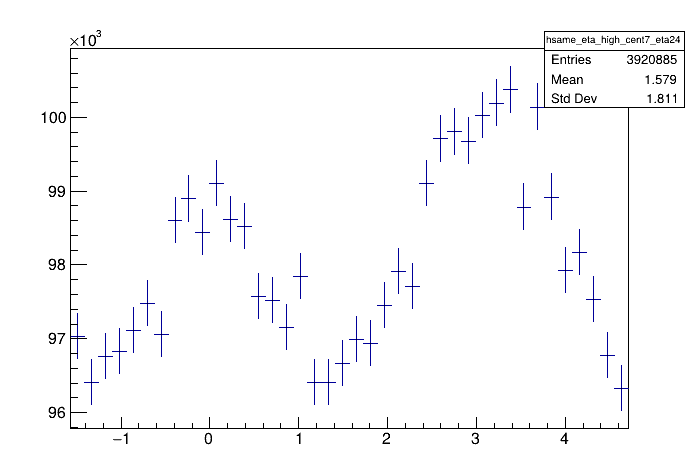 ×10³
hsame_eta_high_cent7_eta24
Entries 3920885
Mean 1.579
Std Dev 1.811
100
99
98
97
96
−1 0 1 2 3 4